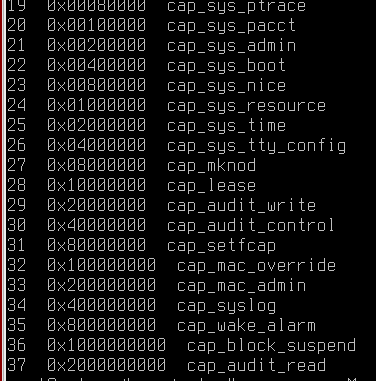 19 0x00080000 cap_sys_ptrace
20 0x00100000 cap_sys_pacct
21 0x00200000 cap_sys_admin
22 0x00400000 cap_sys_boot
23 0x00800000 cap_sys_nice
24 0x01000000 cap_sys_resource
25 0x02000000 cap_sys_time
26 0x04000000 cap_sys_tty_config
27 0x08000000 cap_mknod
28 0x10000000 cap_lease
29 0x20000000 cap_audit_write
30 0x40000000 cap_audit_control
31 0x80000000 cap_setfcap
32 0x100000000 cap_mac_override
33 0x200000000 cap_mac_admin
34 0x400000000 cap_syslog
35 0x800000000 cap_wake_alarm
36 0x1000000000 cap_block_suspend
37 0x2000000000 cap_audit_read